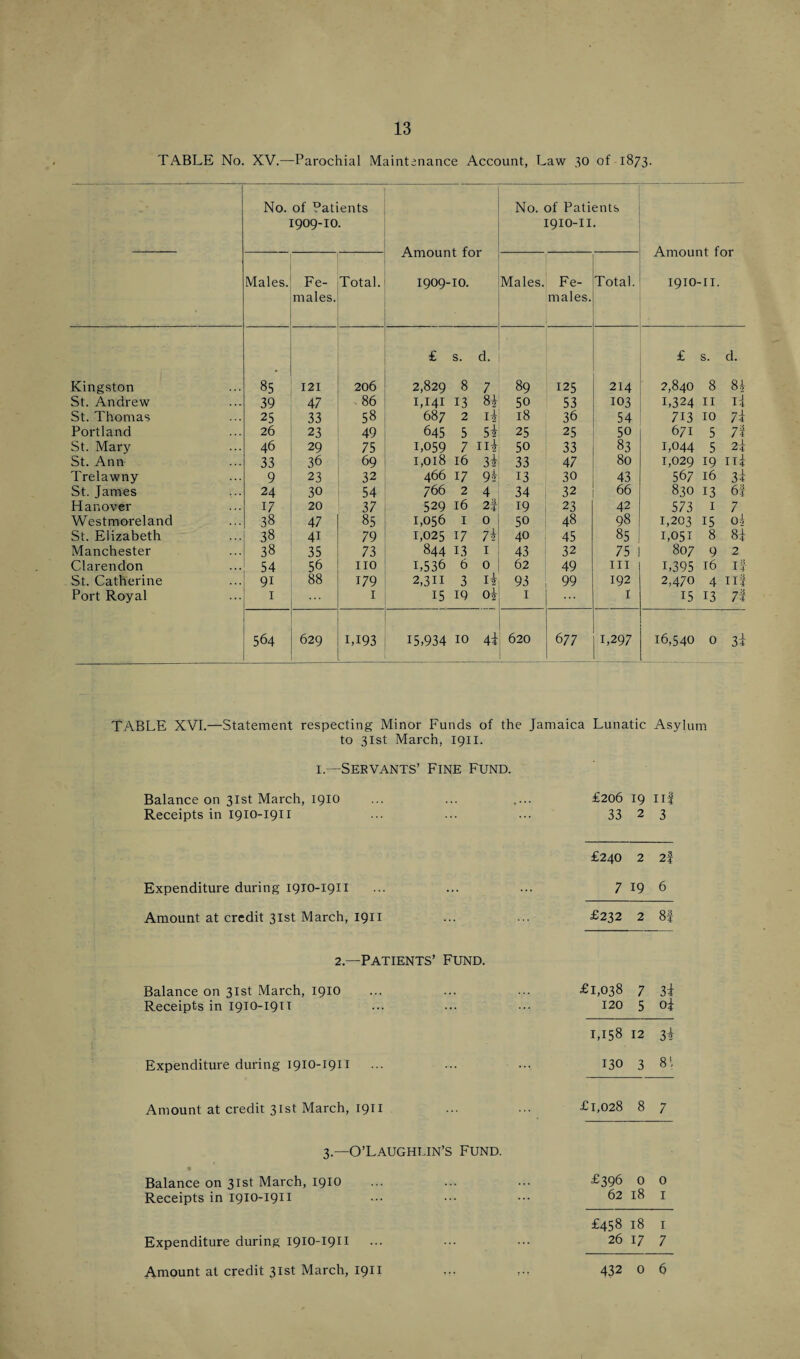 13
TABLE No. XV.—Parochial Maintenance Account, Law 30 of 1873.
No. of Patients 1909-10. Amount for 1909-10. No. of Patients 1910-11. Amount for 1910-11.
Males. Females. Total. Males. Females. Total.
£ s. d. £ s. d.
Kingston ... 85 121 206 2,829 8 7 89 125 214 2,840 8 8½
St. Andrew ... 39 47 86 1,141 13 8½ 50 53 103 1,324 11 1¼
St. Thomas ... 25 33 58 687 2 1½ 18 36 54 713 10 7¼
Portland ... 26 23 49 645 5 5½ 25 25 50 671 5 7¾
St. Mary ... 46 29 75 1,059 7 11½ 50 33 83 1,044 5 2¼
St. Ann ... 33 36 69 1,018 16 3½ 33 47 80 1,029 19 11¼
Trelawny ... 9 23 32 466 17 9½ 13 30 43 567 16 3¼
St. James ... 24 30 54 766 2 4 34 32 66 830 13 6¾
Hanover ... 17 20 37 529 16 2¾ 19 23 42 573 1 7
Westmoreland ... 38 47 85 1,056 1 0 50 48 98 1,203 15 0½
St. Elizabeth ... 38 41 79 1,025 17 7½ 40 45 85 1,051 8 8¼
Manchester ... 38 35 73 844 13 1 43 32 75 807 9 2
Clarendon ... 54 56 110 1,536 6 0 62 49 111 1,395 16 1¾
St. Catherine ... 91 88 179 2,311 3 1½ 93 99 192 2,470 4 11¾
Port Royal ... 1 ... 1 15 19 0½ 1 ... 1 15 13 7¾
564 629 1,193 15,934 10 4¼ 620 677 1,297 16,540 0 3¼
TABLE XVI.—Statement respecting Minor Funds of the Jamaica Lunatic Asylum
to 31st March, 1911.
1.—SERVANTS' FINE FUND.
Balance on 31st March, 1910 ... ... .... £206 19 11¾
Receipts in 1910-1911 ... ... ... 33 2 3
£240 2 2¾
Expenditure during 1910-1911 ... ... ... 7 19 6
Amount at credit 31st March, 1911 ... ... £232 2 8¾
2.—PATIENTS' FUND.
Balance on 31st March, 1910 ... ... ... £1,038 7 3¼
Receipts in 1910-1911 ... ... ... 120 5 0¼
1,158 12 3½
Expenditure during 1910-1911 ... ... ... 130 3 8½
Amount at credit 31st March, 1911 ... ... £1,028 8 7
3.—O'LAUGHLIN'S FUND.
Balance on 31st March, 1910 ... ... ... £396 0 0
Receipts in 1910-1911 ... ... ... 62 18 1
£458 18 1
Expenditure during 1910-1911 ... ... ... 26 17 7
Amount at credit 31st March, 1911 ... ... 432 0 6